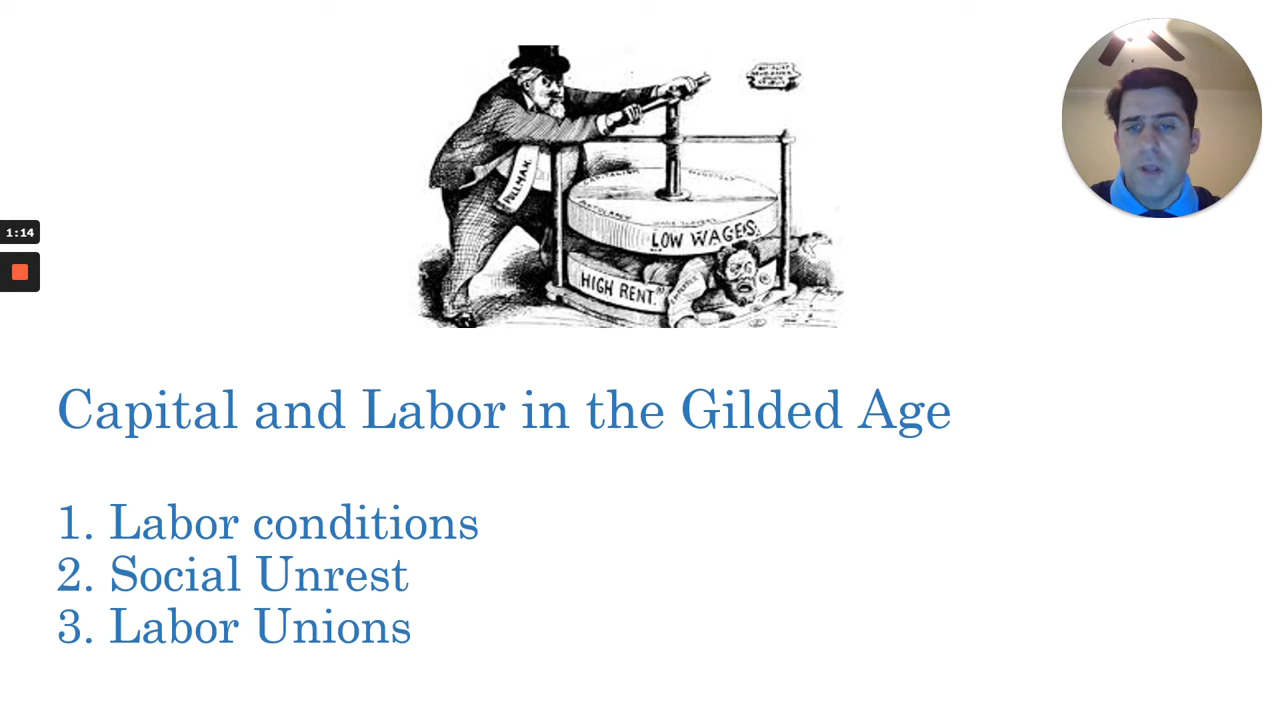 1:14
PULLMAN.
LOW WAGES.
HIGH RENT.
Capital and Labor in the Gilded Age
1. Labor conditions
2. Social Unrest
3. Labor Unions